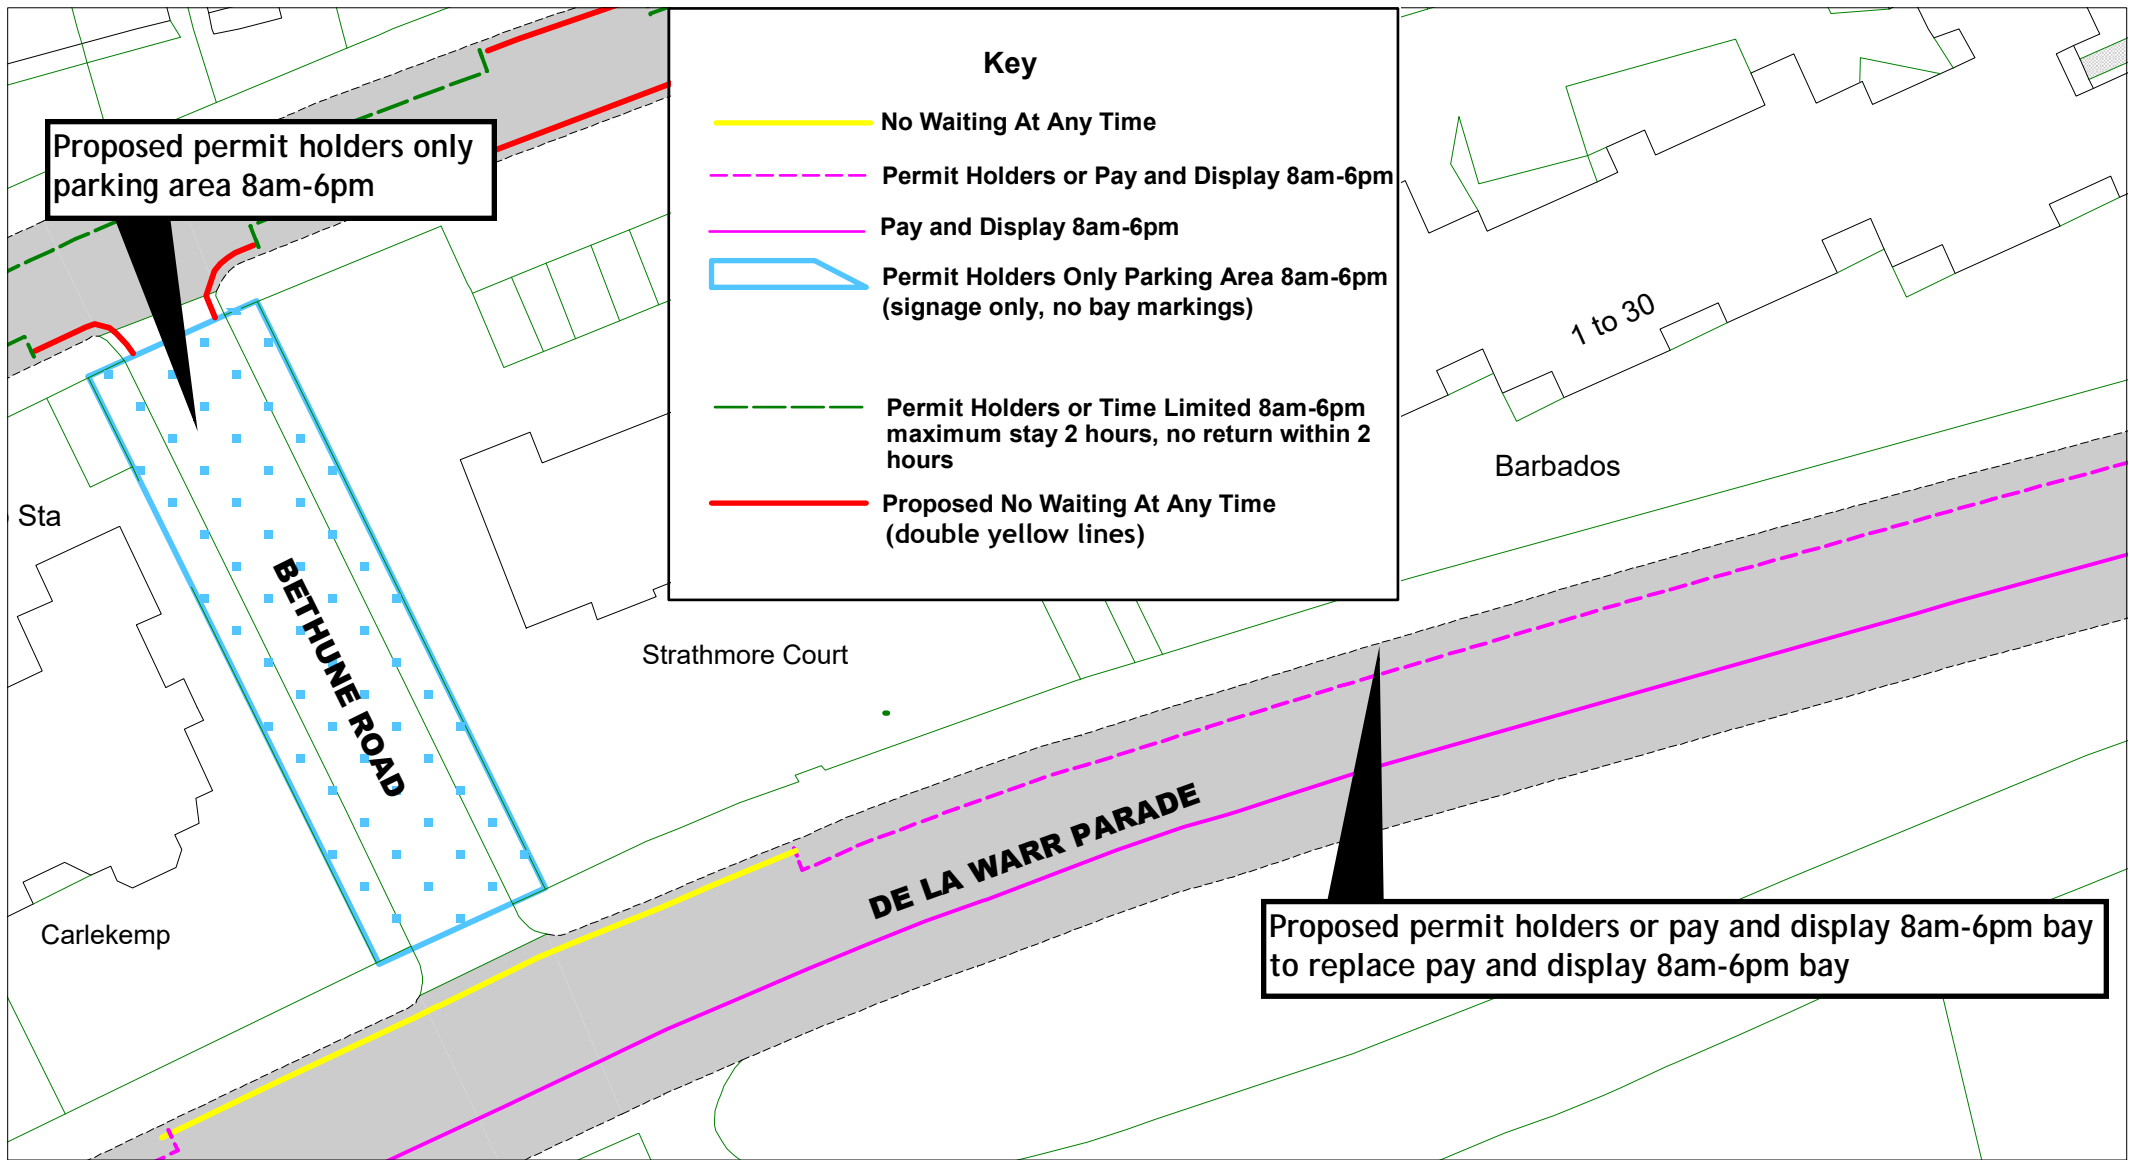 Key
No Waiting At Any Time
Permit Holders or Pay and Display 8am-6pm
Pay and Display 8am-6pm
Permit Holders Only Parking Area 8am-6pm
(signage only, no bay markings)
Permit Holders or Time Limited 8am-6pm
maximum stay 2 hours, no return within 2
hours
Proposed No Waiting At Any Time
(double yellow lines)
Proposed permit holders only
parking area 8am-6pm
1 to 30
Barbados
Sta
BETHUNE ROAD
Strathmore Court
DE LA WARR PARADE
Carlekemp
Proposed permit holders or pay and display 8am-6pm bay
to replace pay and display 8am-6pm bay